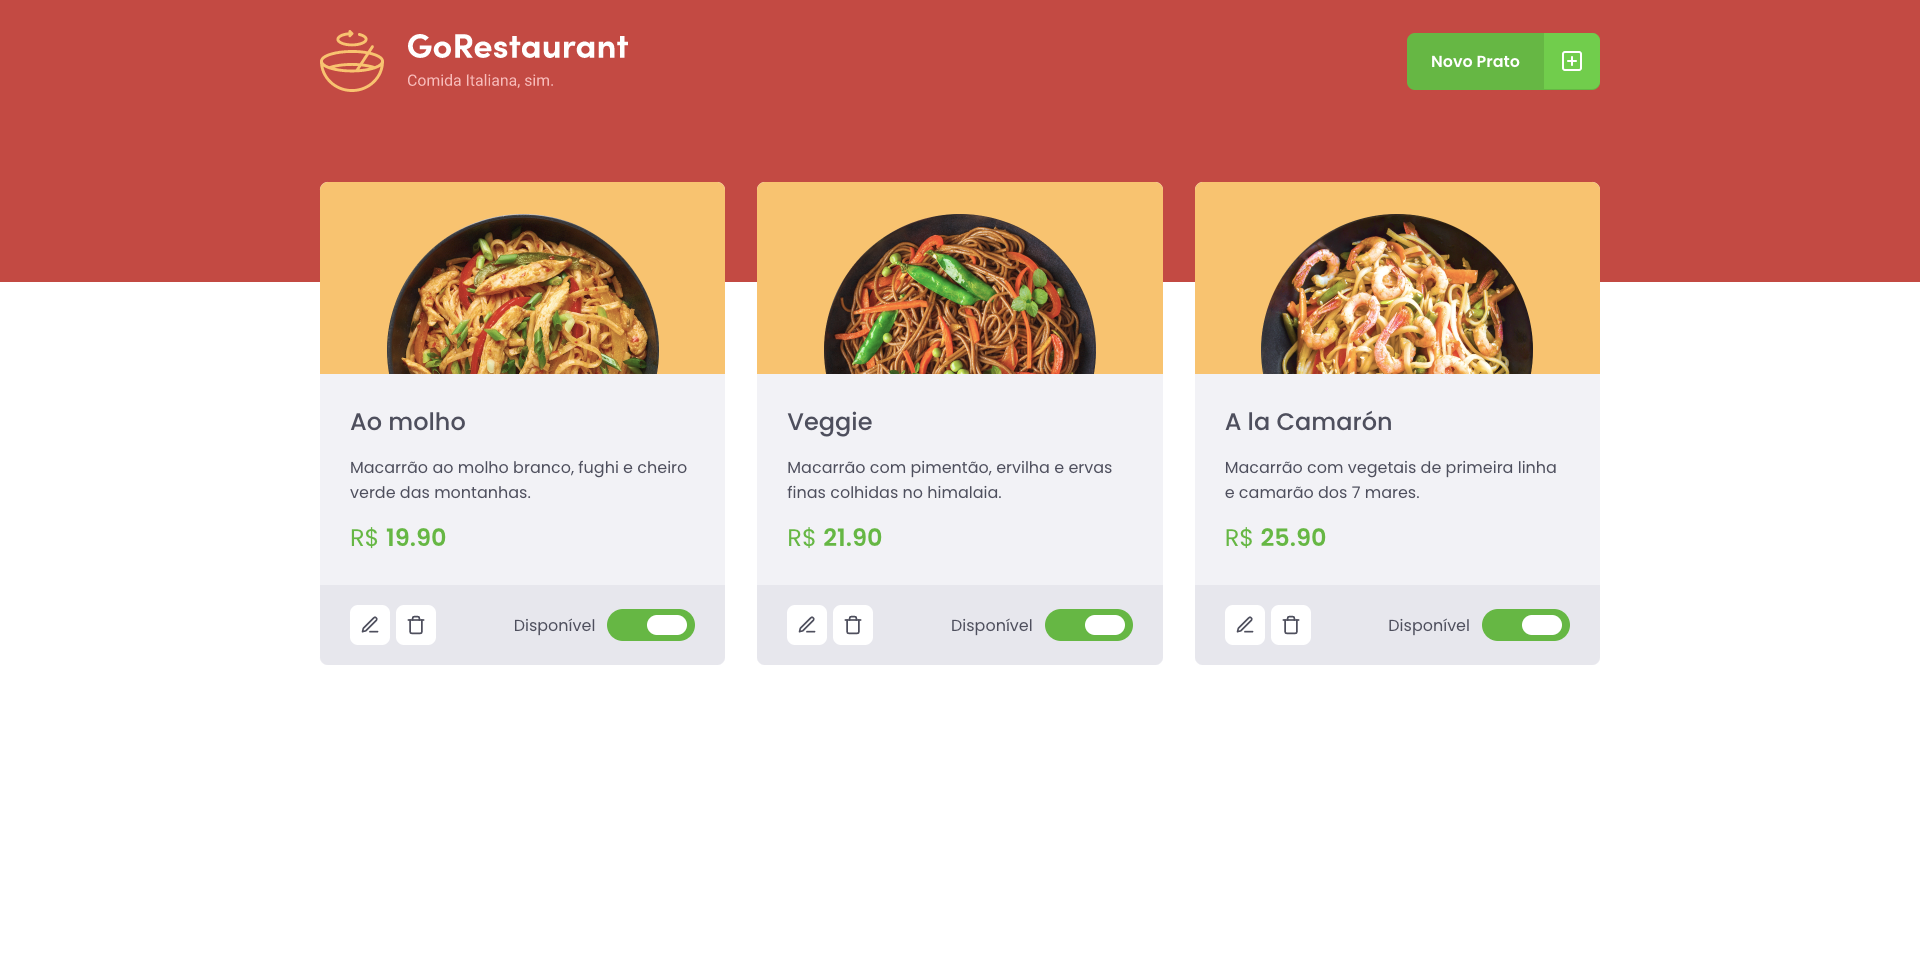 GoRestaurant
Comida Italiana, sim.
Novo Prato
Ao molho
Macarrão ao molho branco, fughi e cheiro
verde das montanhas.
R$ 19.90
Disponível
Veggie
Macarrão com pimentão, ervilha e ervas
finas colhidas no himalaia.
R$ 21.90
Disponível
A la Camarón
Macarrão com vegetais de primeira linha
e camarão dos 7 mares.
R$ 25.90
Disponível